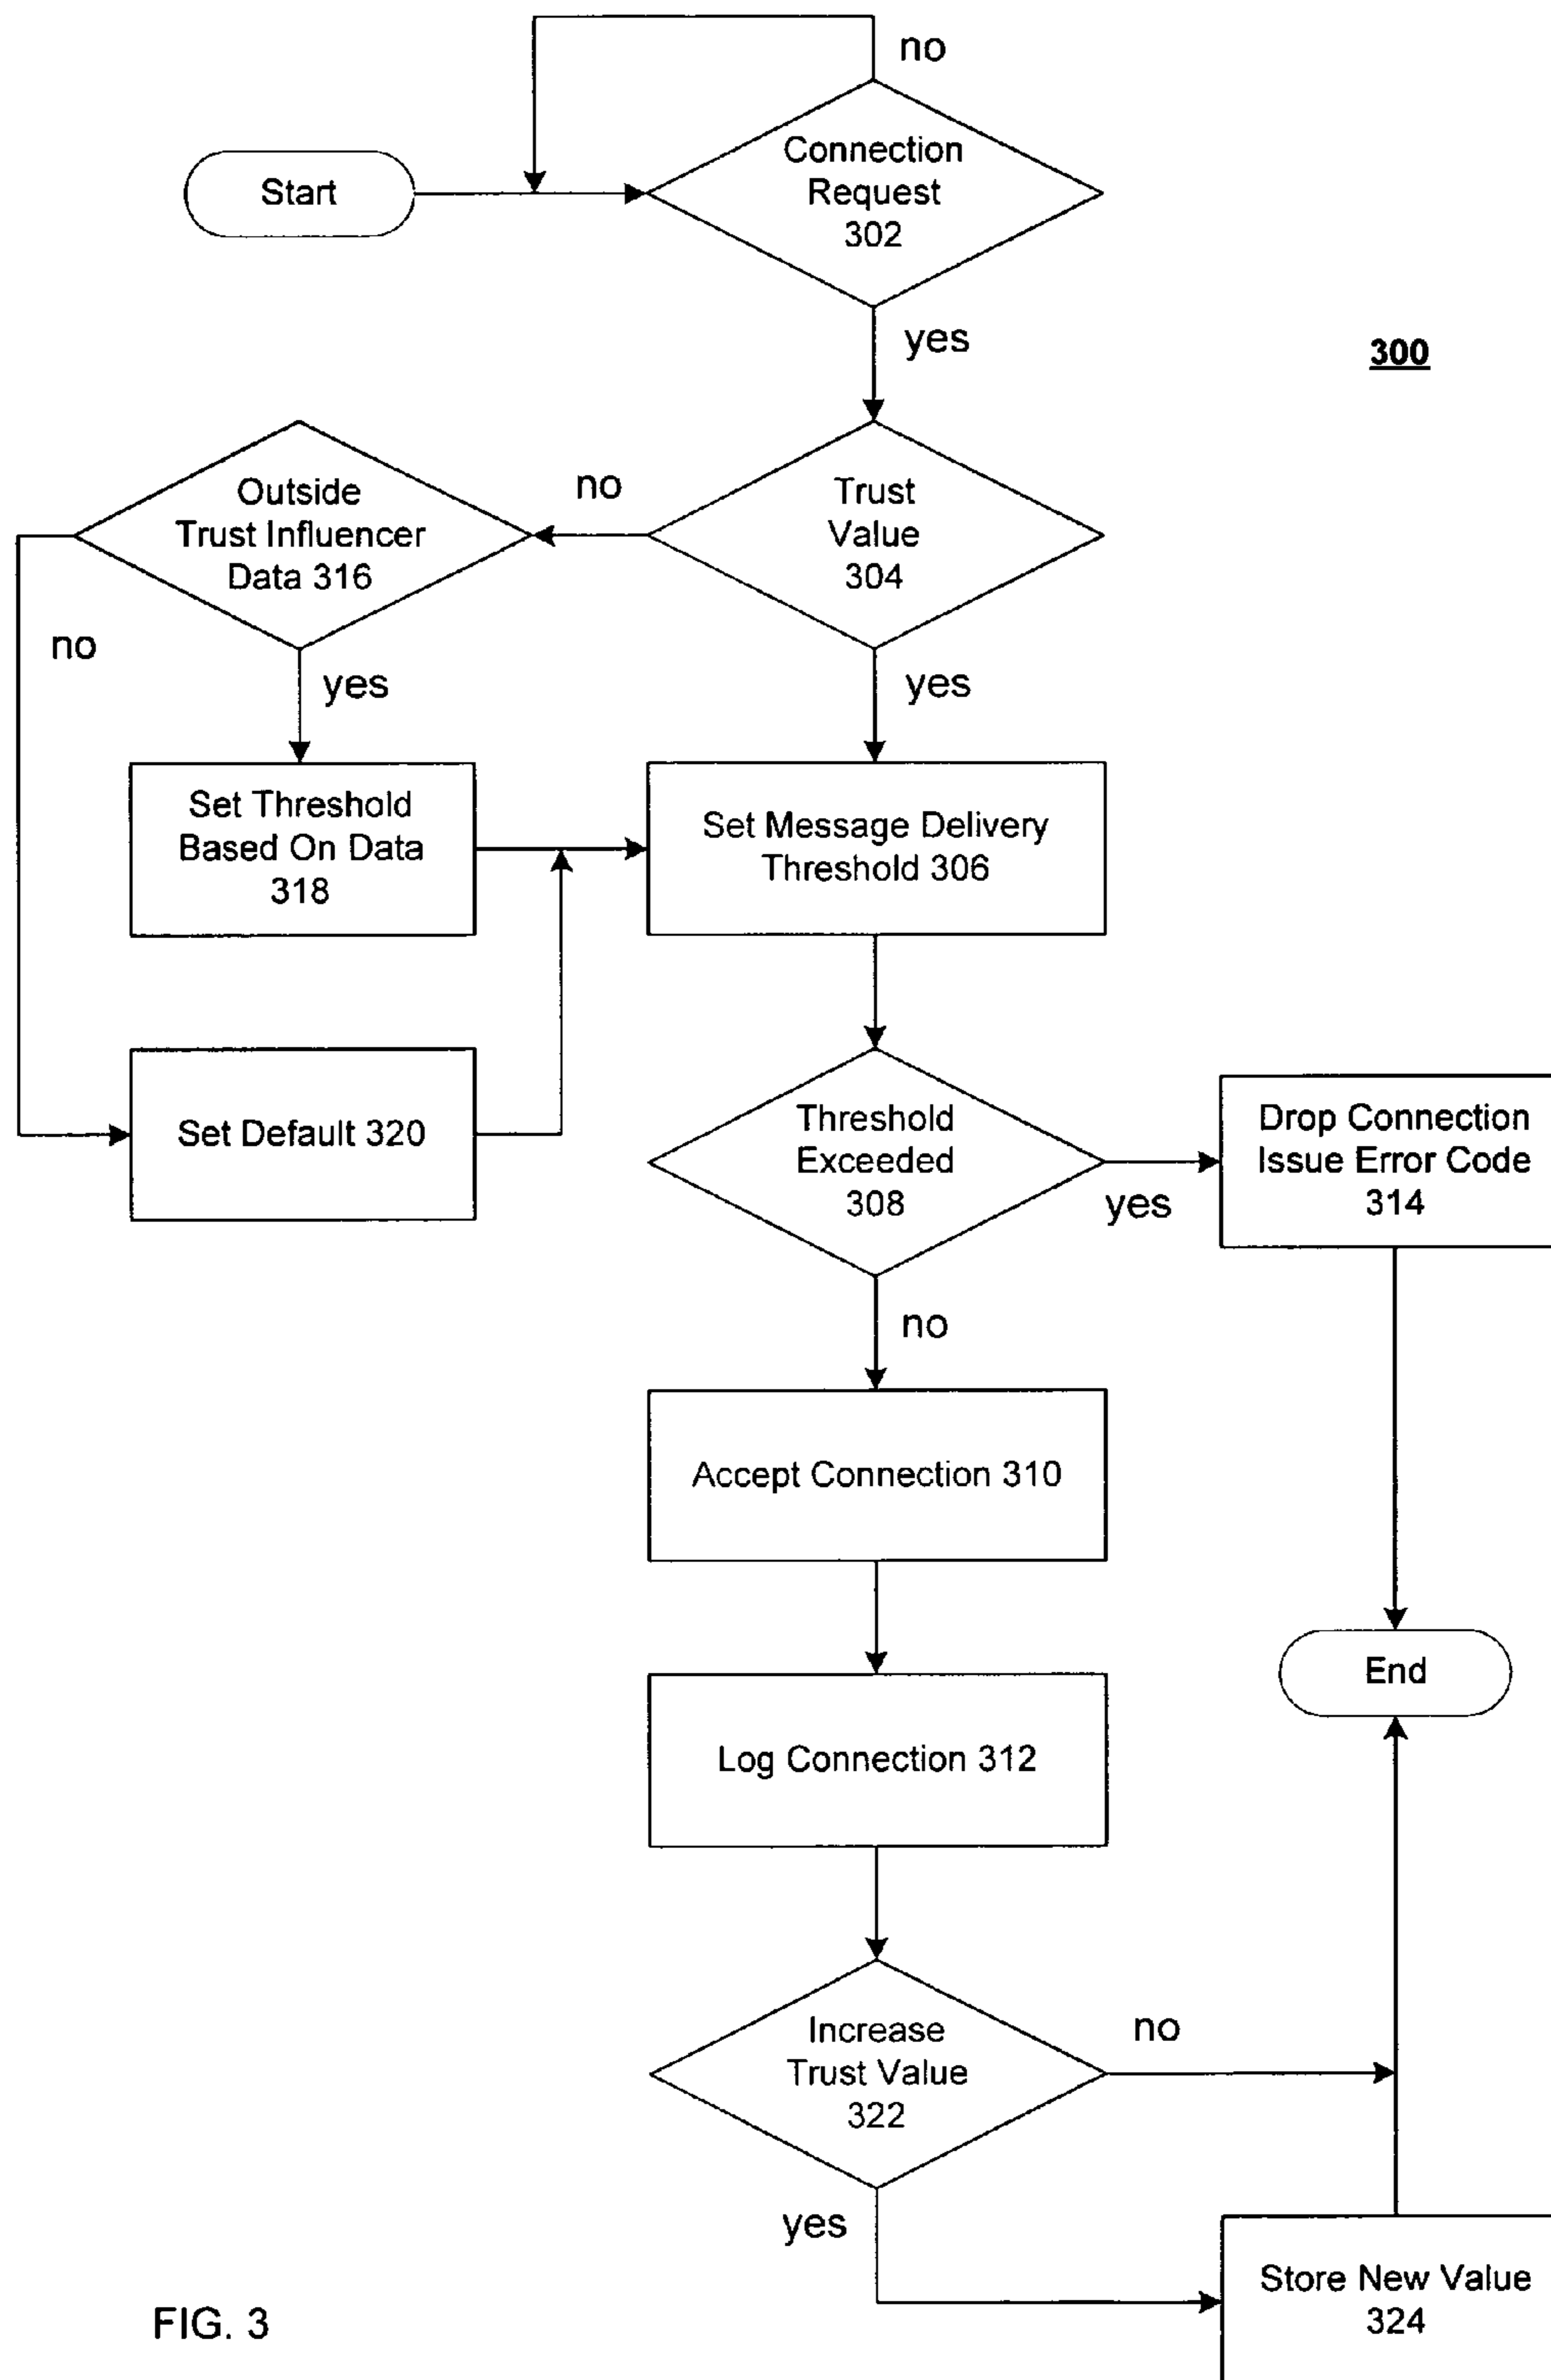 no
Start
Connection
Request
302
yes
300
Outside
Trust Influencer
Data 316
no
Trust
Value
304
no
yes
yes
Set Threshold
Based On Data
318
Set Message Delivery
Threshold 306
Set Default 320
Threshold
Exceeded
308
yes
Drop Connection
Issue Error Code
314
no
Accept Connection 310
End
Log Connection 312
Increase
Trust Value
322
no
yes
Store New Value
324
FIG. 3